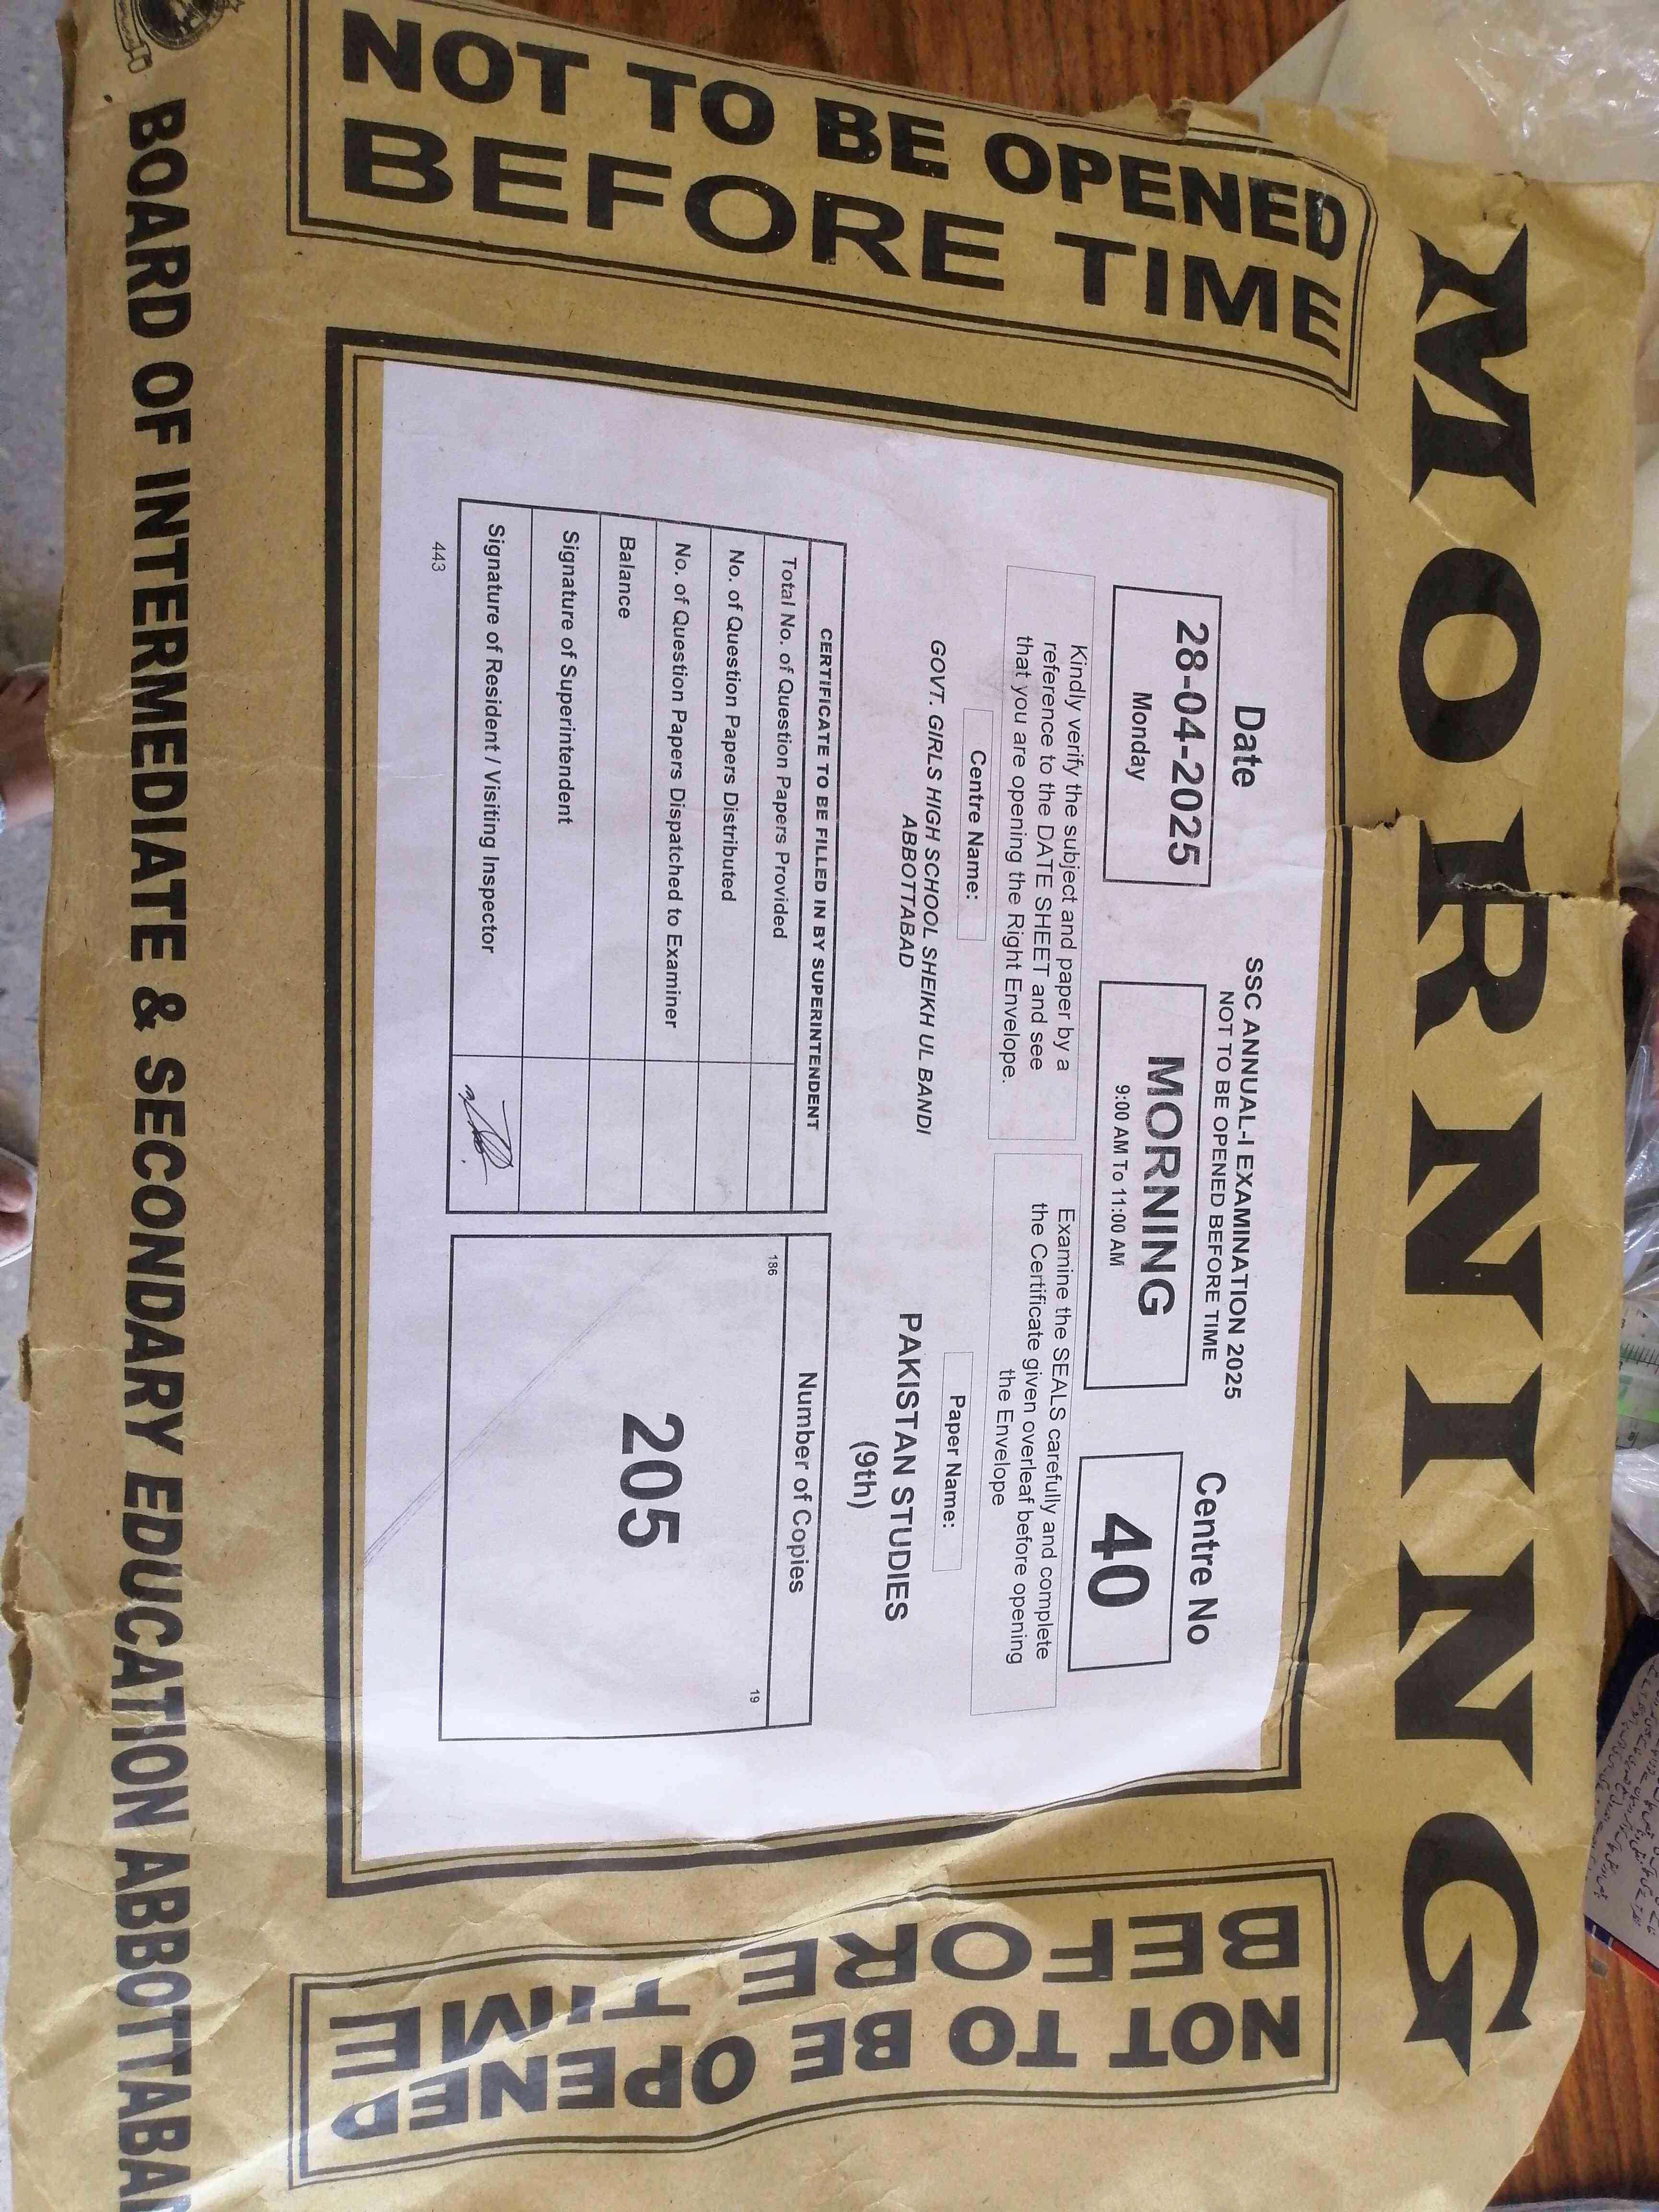 MORNING
NOT TO BE OPENED
BEFORE TIME
Date
28-04-2025
Monday
SSC ANNUAL-I EXAMINATION 2025
NOT TO BE OPENED BEFORE TIME
MORNING
9:00 AM To 11:00 AM
Centre No
40
Kindly verify the subject and paper by a
reference to the DATE SHEET and see
that you are opening the Right Envelope.
Examine the SEALS carefully and complete
the Certificate given overleaf before opening
the Envelope
Centre Name:
GOVT. GIRLS HIGH SCHOOL SHEIKH UL BANDI
ABBOTTABAD
Paper Name:
PAKISTAN STUDIES
(9th)
CERTIFICATE TO BE FILLED IN BY SUPERINTENDENT
Total No. of Question Papers Provided
No. of Question Papers Distributed
No. of Question Papers Dispatched to Examiner
Balance
Signature of Superintendent
Signature of Resident / Visiting Inspector
443
Number of Copies
186
19
205
NOT TO BE OPENED
BEFORE TIME
BOARD OF INTERMEDIATE & SECONDARY EDUCATION ABBOTTABA